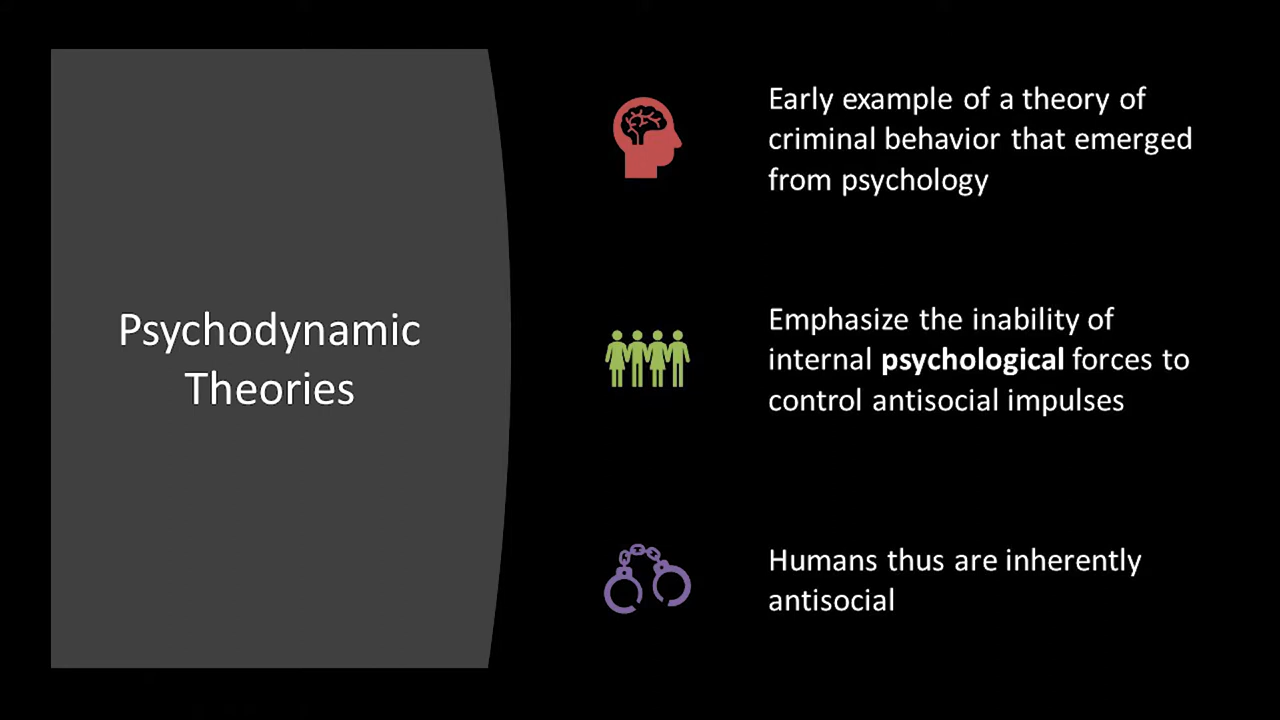 Psychodynamic
Theories
Early example of a theory of
criminal behavior that emerged
from psychology
Emphasize the inability of
internal psychological forces to
control antisocial impulses
Humans thus are inherently
antisocial